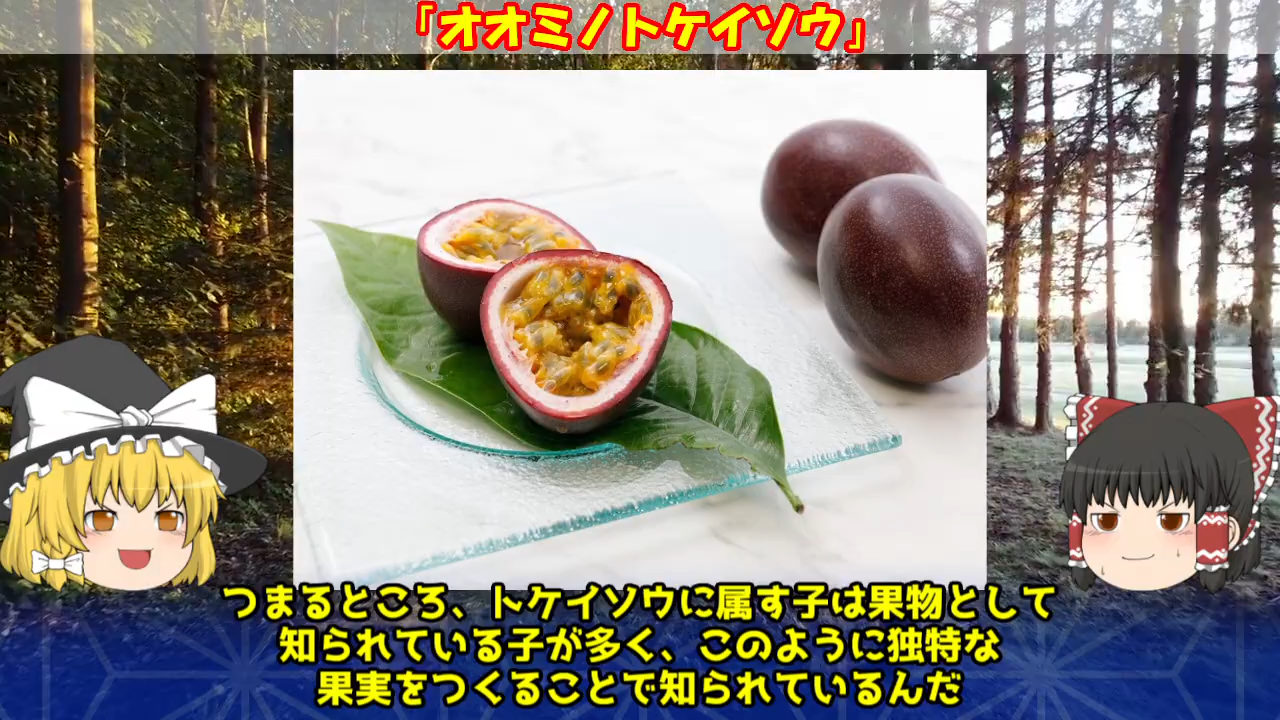 「オオミノトケイソウ」
つまるところ、トケイソウに属す子は果物として
知られている子が多く、このように独特な
果実をつくることで知られているんだ